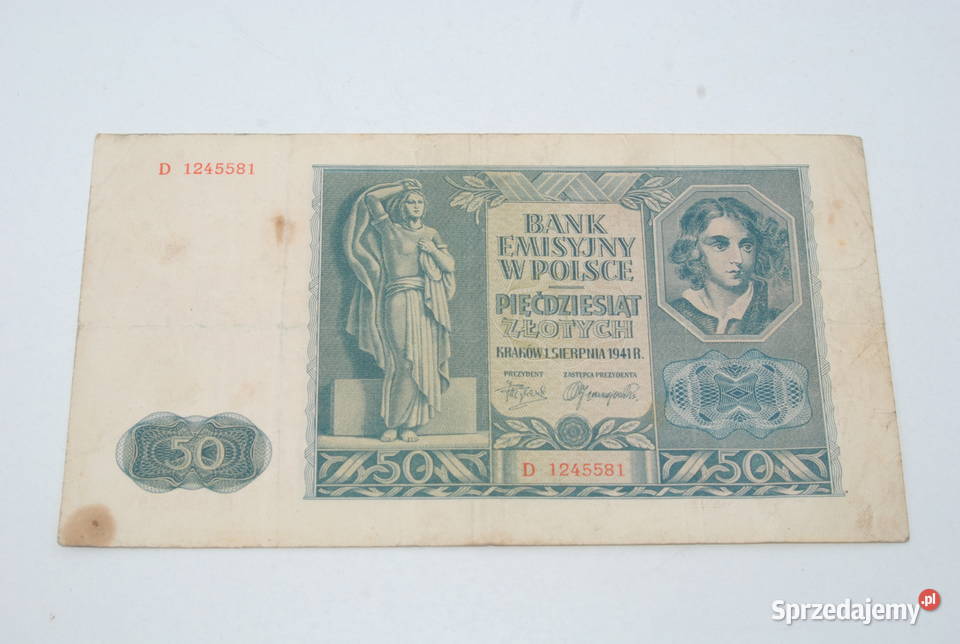 D 1245581
BANK
EMISYJNY
W POLSCE
PIĘĆDZIESIĄT
ZŁOTYCH
KRAKÓW 1. SIERPNIA 1941 R.
PREZYDENT ZASTĘPCA PREZYDENTA
50
50
D 1245581
50
Sprzedajemy.pl